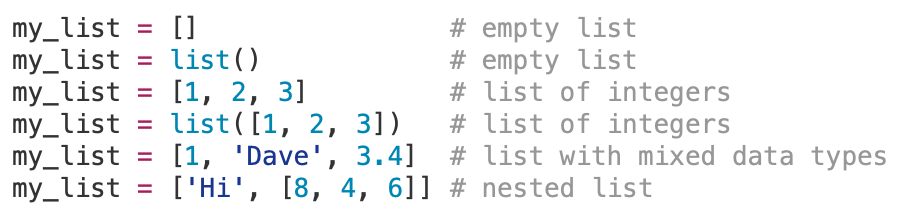 my_list = []              # empty list
my_list = list()          # empty list
my_list = [1, 2, 3]       # list of integers
my_list = list([1, 2, 3]) # list of integers
my_list = [1, 'Dave', 3.4] # list with mixed data types
my_list = ['Hi', [8, 4, 6]] # nested list